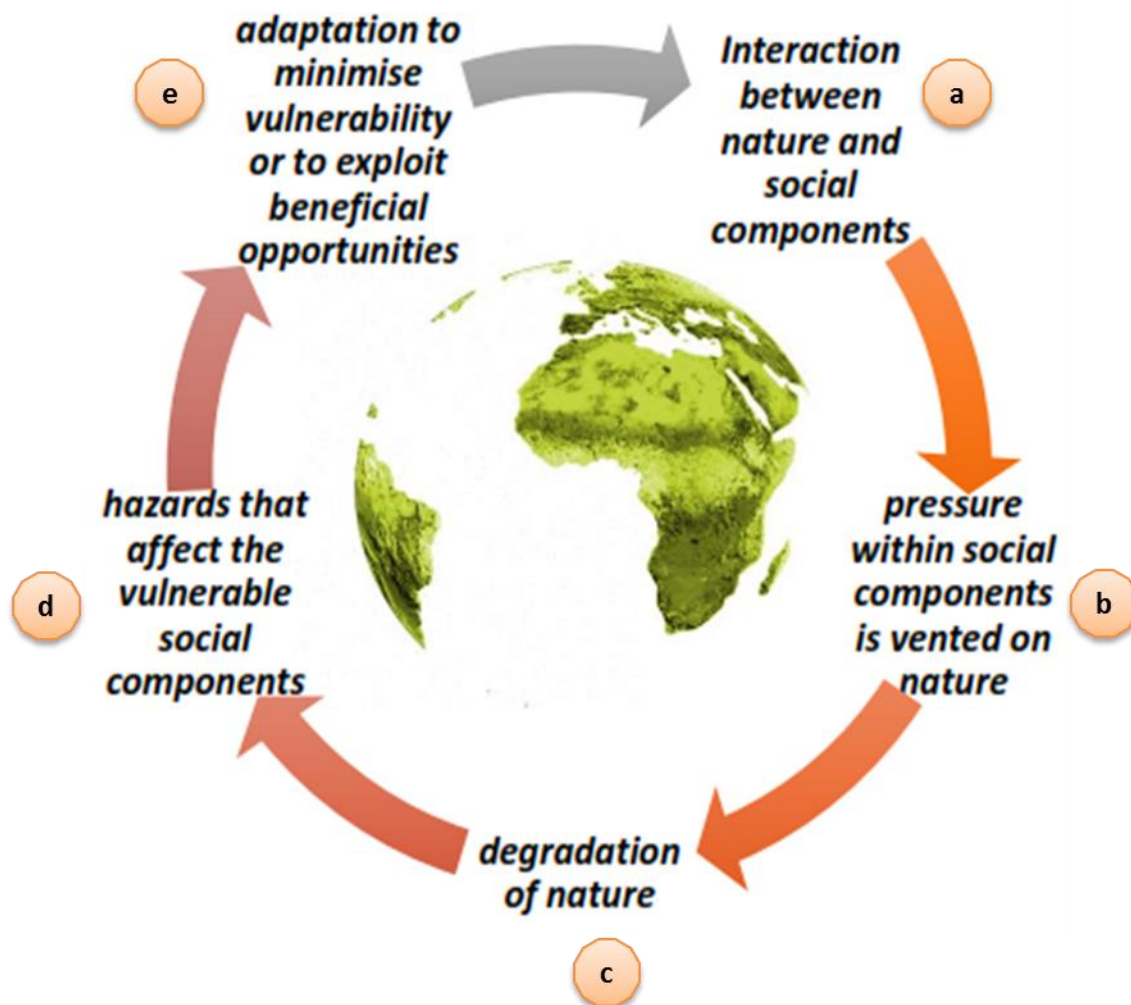 Interaction
between
nature and
social
components
a
pressure
within social
components
is vented on
nature
b
degradation
of nature
c
hazards that
affect the
vulnerable
social
components
d
adaptation to
minimise
vulnerability
or to exploit
beneficial
opportunities
e